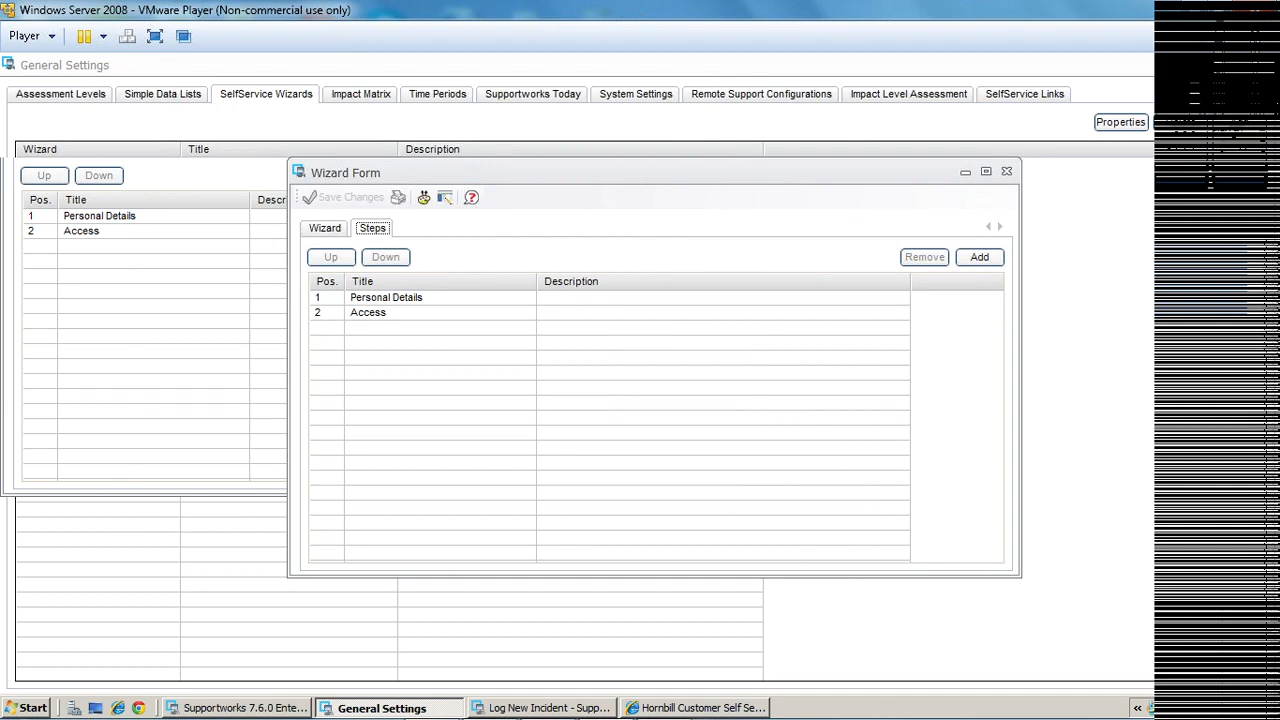 Windows Server 2008 - VMware Player (Non-commercial use only)
Player
General Settings
Assessment Levels Simple Data Lists SelfService Wizards Impact Matrix Time Periods Supportworks Today System Settings Remote Support Configurations Impact Level Assessment SelfService Links
Properties
Wizard Title Description
Up Down
Pos. Title Descr
1 Personal Details
2 Access
Wizard Form
Save Changes
Wizard Steps
Up Down Remove Add
Pos. Title Description
1 Personal Details
2 Access
Start Supportworks 7.6.0 Ente... General Settings Log New Incident supp... Hornbill Customer Self Se... «